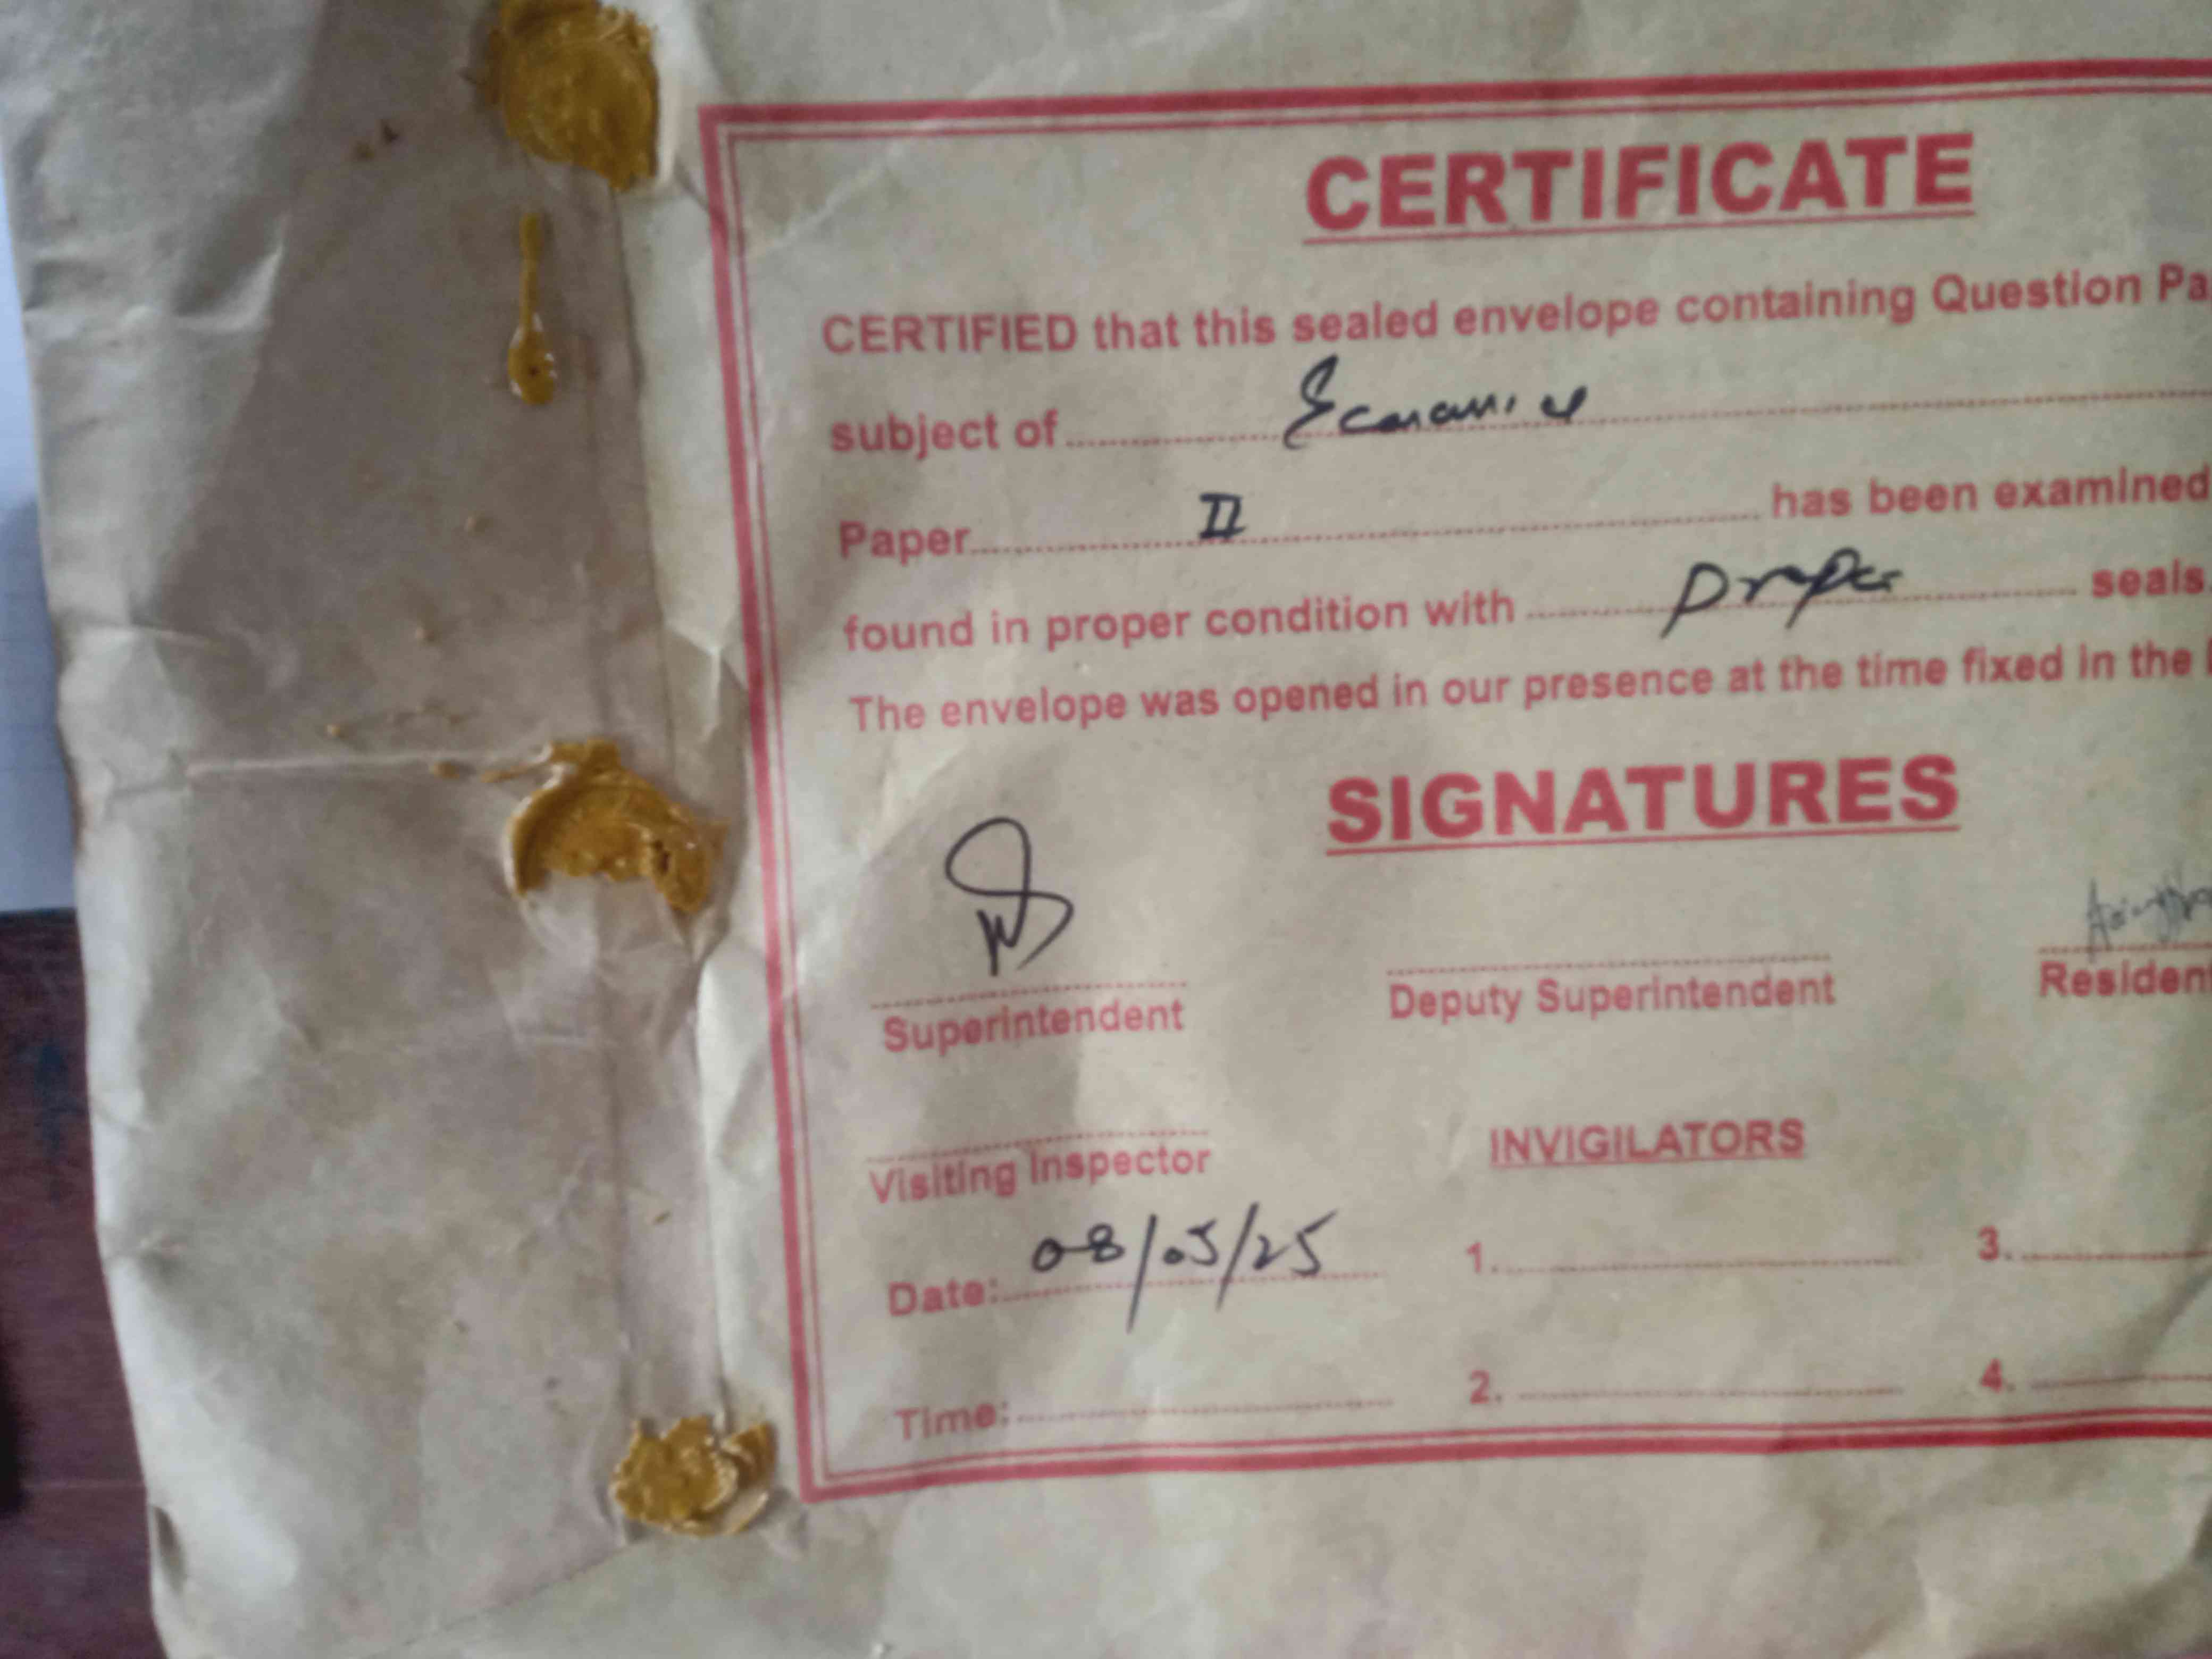 CERTIFICATE
CERTIFIED that this sealed envelope containing Question Pa
subject of Economics
Paper II has been examined
found in proper condition with proper seals.
The envelope was opened in our presence at the time fixed in the
SIGNATURES
Superintendent Deputy Superintendent Resident
Visiting Inspector INVIGILATORS
Date: 08/05/25 1. 3.
Time: 2. 4.